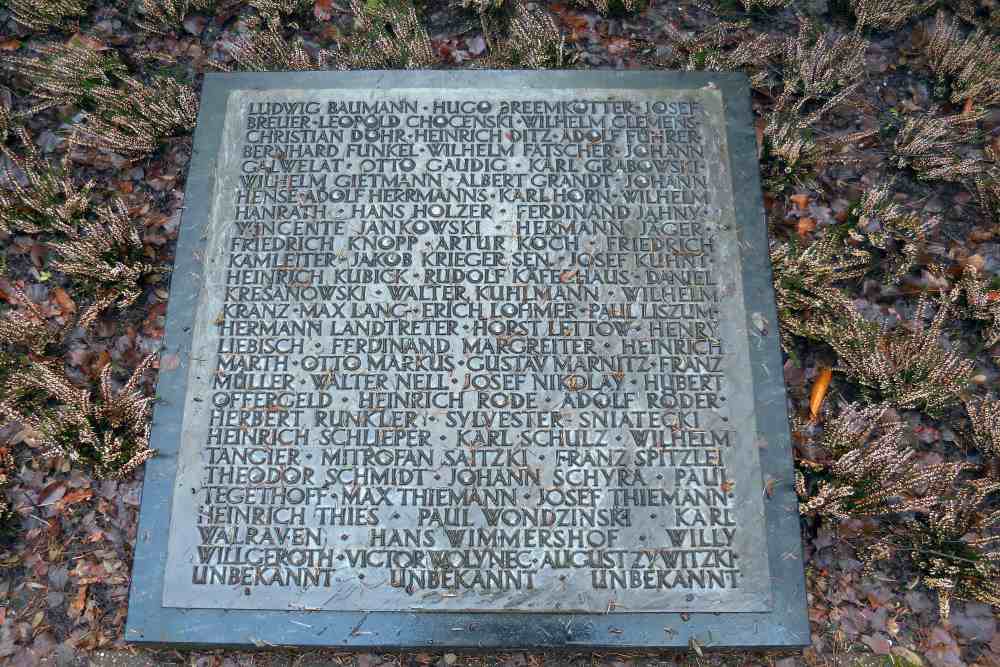 LUDWIG BAUMANN · HUGO BREEMKÖTTER · JOSEF
BREUER · LEOPOLD CHOCENSKI · WILHELM CLEMENS ·
CHRISTIAN DÖHR · HEINRICH DITZ · ADOLF FÜHRER ·
BERNHARD FUNKEL · WILHELM FATSCHER · JOHANN
GALWELAT · OTTO GAUDIG · KARL GRABOWSKI ·
WILHELM GIETMANN · ALBERT GRANDT · JOHANN
HENSE · ADOLF HERRMANNS · KARL HORN · WILHELM
HANRATH · HANS HOLZER · FERDINAND JAHNY ·
VINCENTE JANKOWSKI · HERMANN JÄGER ·
FRIEDRICH KNOPP · ARTUR KOCH · FRIEDRICH
KAMLEITER · JAKOB KRIEGER SEN. · JOSEF KUHNT ·
HEINRICH KUBICK · RUDOLF KAFFSHAUS · DANIEL
KRESANOWSKI · WALTER KUHLMANN · WILHELM
KRANZ · MAX LANG · ERICH LOHMER · PAUL LISZUM ·
HERMANN LANDTRETER · HORST LETTOW · HENRY
LIEBISCH · FERDINAND MARGREITER · HEINRICH
MARTH · OTTO MARKUS · GUSTAV MARNITZ · FRANZ
MÜLLER · WALTER NELL · JOSEF NIKOLAY · HUBERT
OFFERGELD · HEINRICH RODE · ADOLF RÖDER ·
HERBERT RUNKLER · SYLVESTER SNIATECKI ·
HEINRICH SCHLIEPER · KARL SCHULZ · WILHELM
TANGIER · MITROFAN SAITZKI · FRANZ SPITZLEI ·
THEODOR SCHMIDT · JOHANN SCHYRA · PAUL
TEGETHOFF · MAX THIEMANN · JOSEF THIEMANN ·
HEINRICH THIES · PAUL WONDZINSKI · KARL
WALRAVEN · HANS WIMMERSHOF · WILLY
WILLGEROTH · VICTOR WOLYNEC · AUGUST ZYWITZKI ·
UNBEKANNT · UNBEKANNT · UNBEKANNT ·